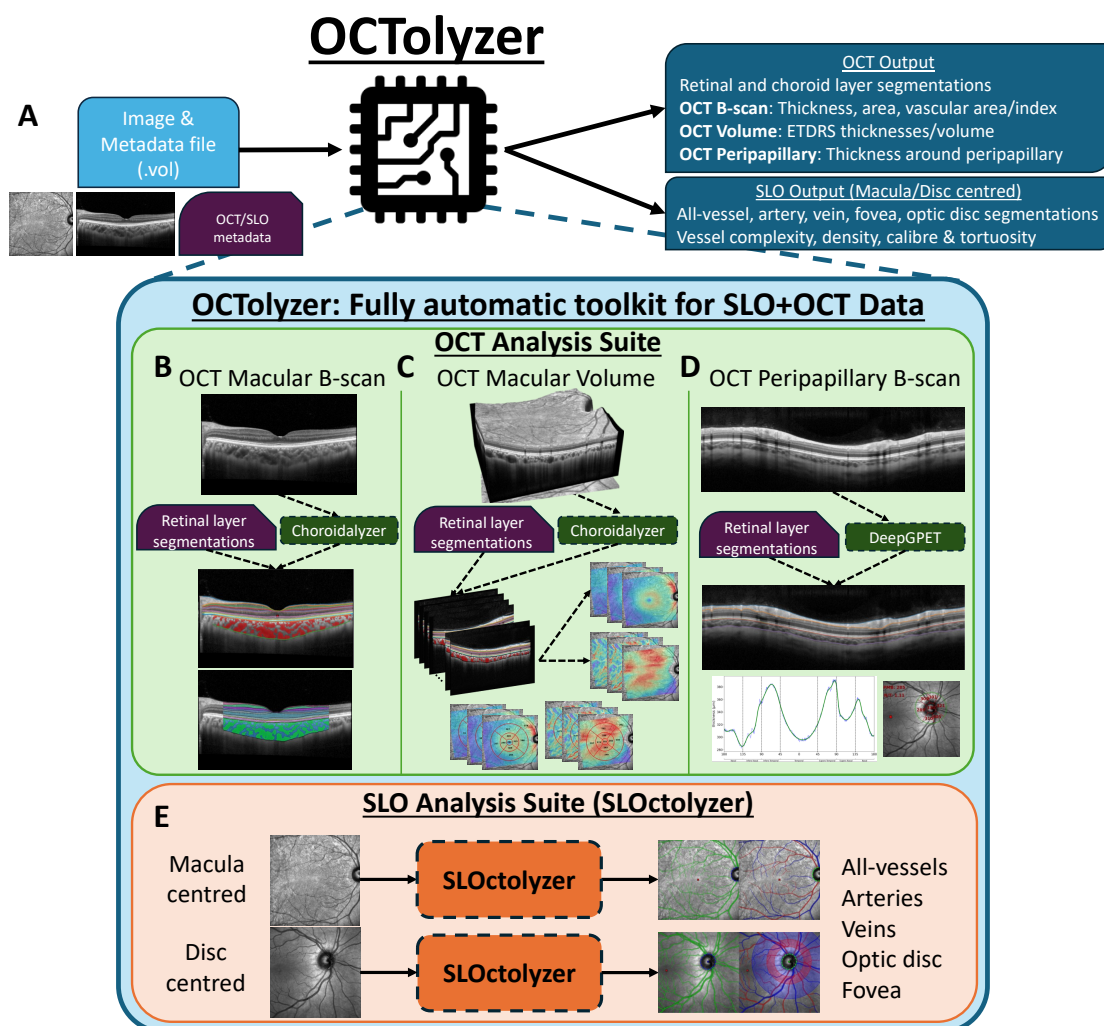 OCTolyzer
A
Image &
Metadata file
(.vol)
OCT/SLO
metadata
OCT Output
Retinal and choroid layer segmentations
OCT B-scan: Thickness, area, vascular area/index
OCT Volume: ETDRS thicknesses/volume
OCT Peripapillary: Thickness around peripapillary
SLO Output (Macula/Disc centred)
All-vessel, artery, vein, fovea, optic disc segmentations
Vessel complexity, density, calibre & tortuosity
OCTolyzer: Fully automatic toolkit for SLO+OCT Data
OCT Analysis Suite
B
OCT Macular B-scan
Retinal layer
segmentations
Choroidalyzer
C
OCT Macular Volume
Retinal layer
segmentations
Choroidalyzer
D
OCT Peripapillary B-scan
Retinal layer
segmentations
DeepGPET
SLO Analysis Suite (SLOctolyzer)
E
Macula
centred
SLOctolyzer
Disc
centred
SLOctolyzer
All-vessels
Arteries
Veins
Optic disc
Fovea